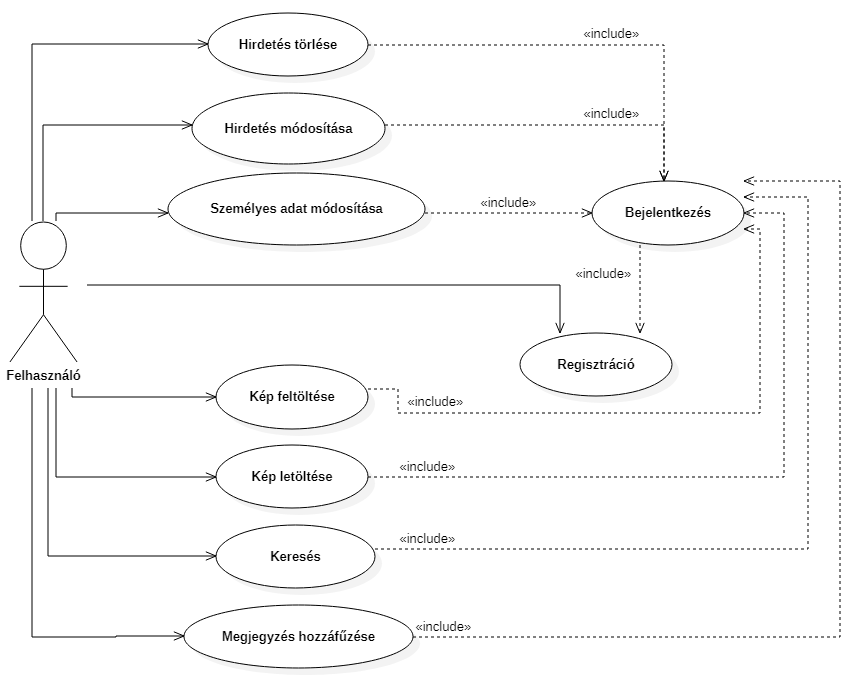 Hirdetés törlése
«include»
Hirdetés módosítása
«include»
Személyes adat módosítása
«include»
Bejelentkezés
«include»
Regisztráció
Felhasználó
Kép feltöltése
«include»
Kép letöltése
«include»
Keresés
«include»
Megjegyzés hozzáfűzése
«include»